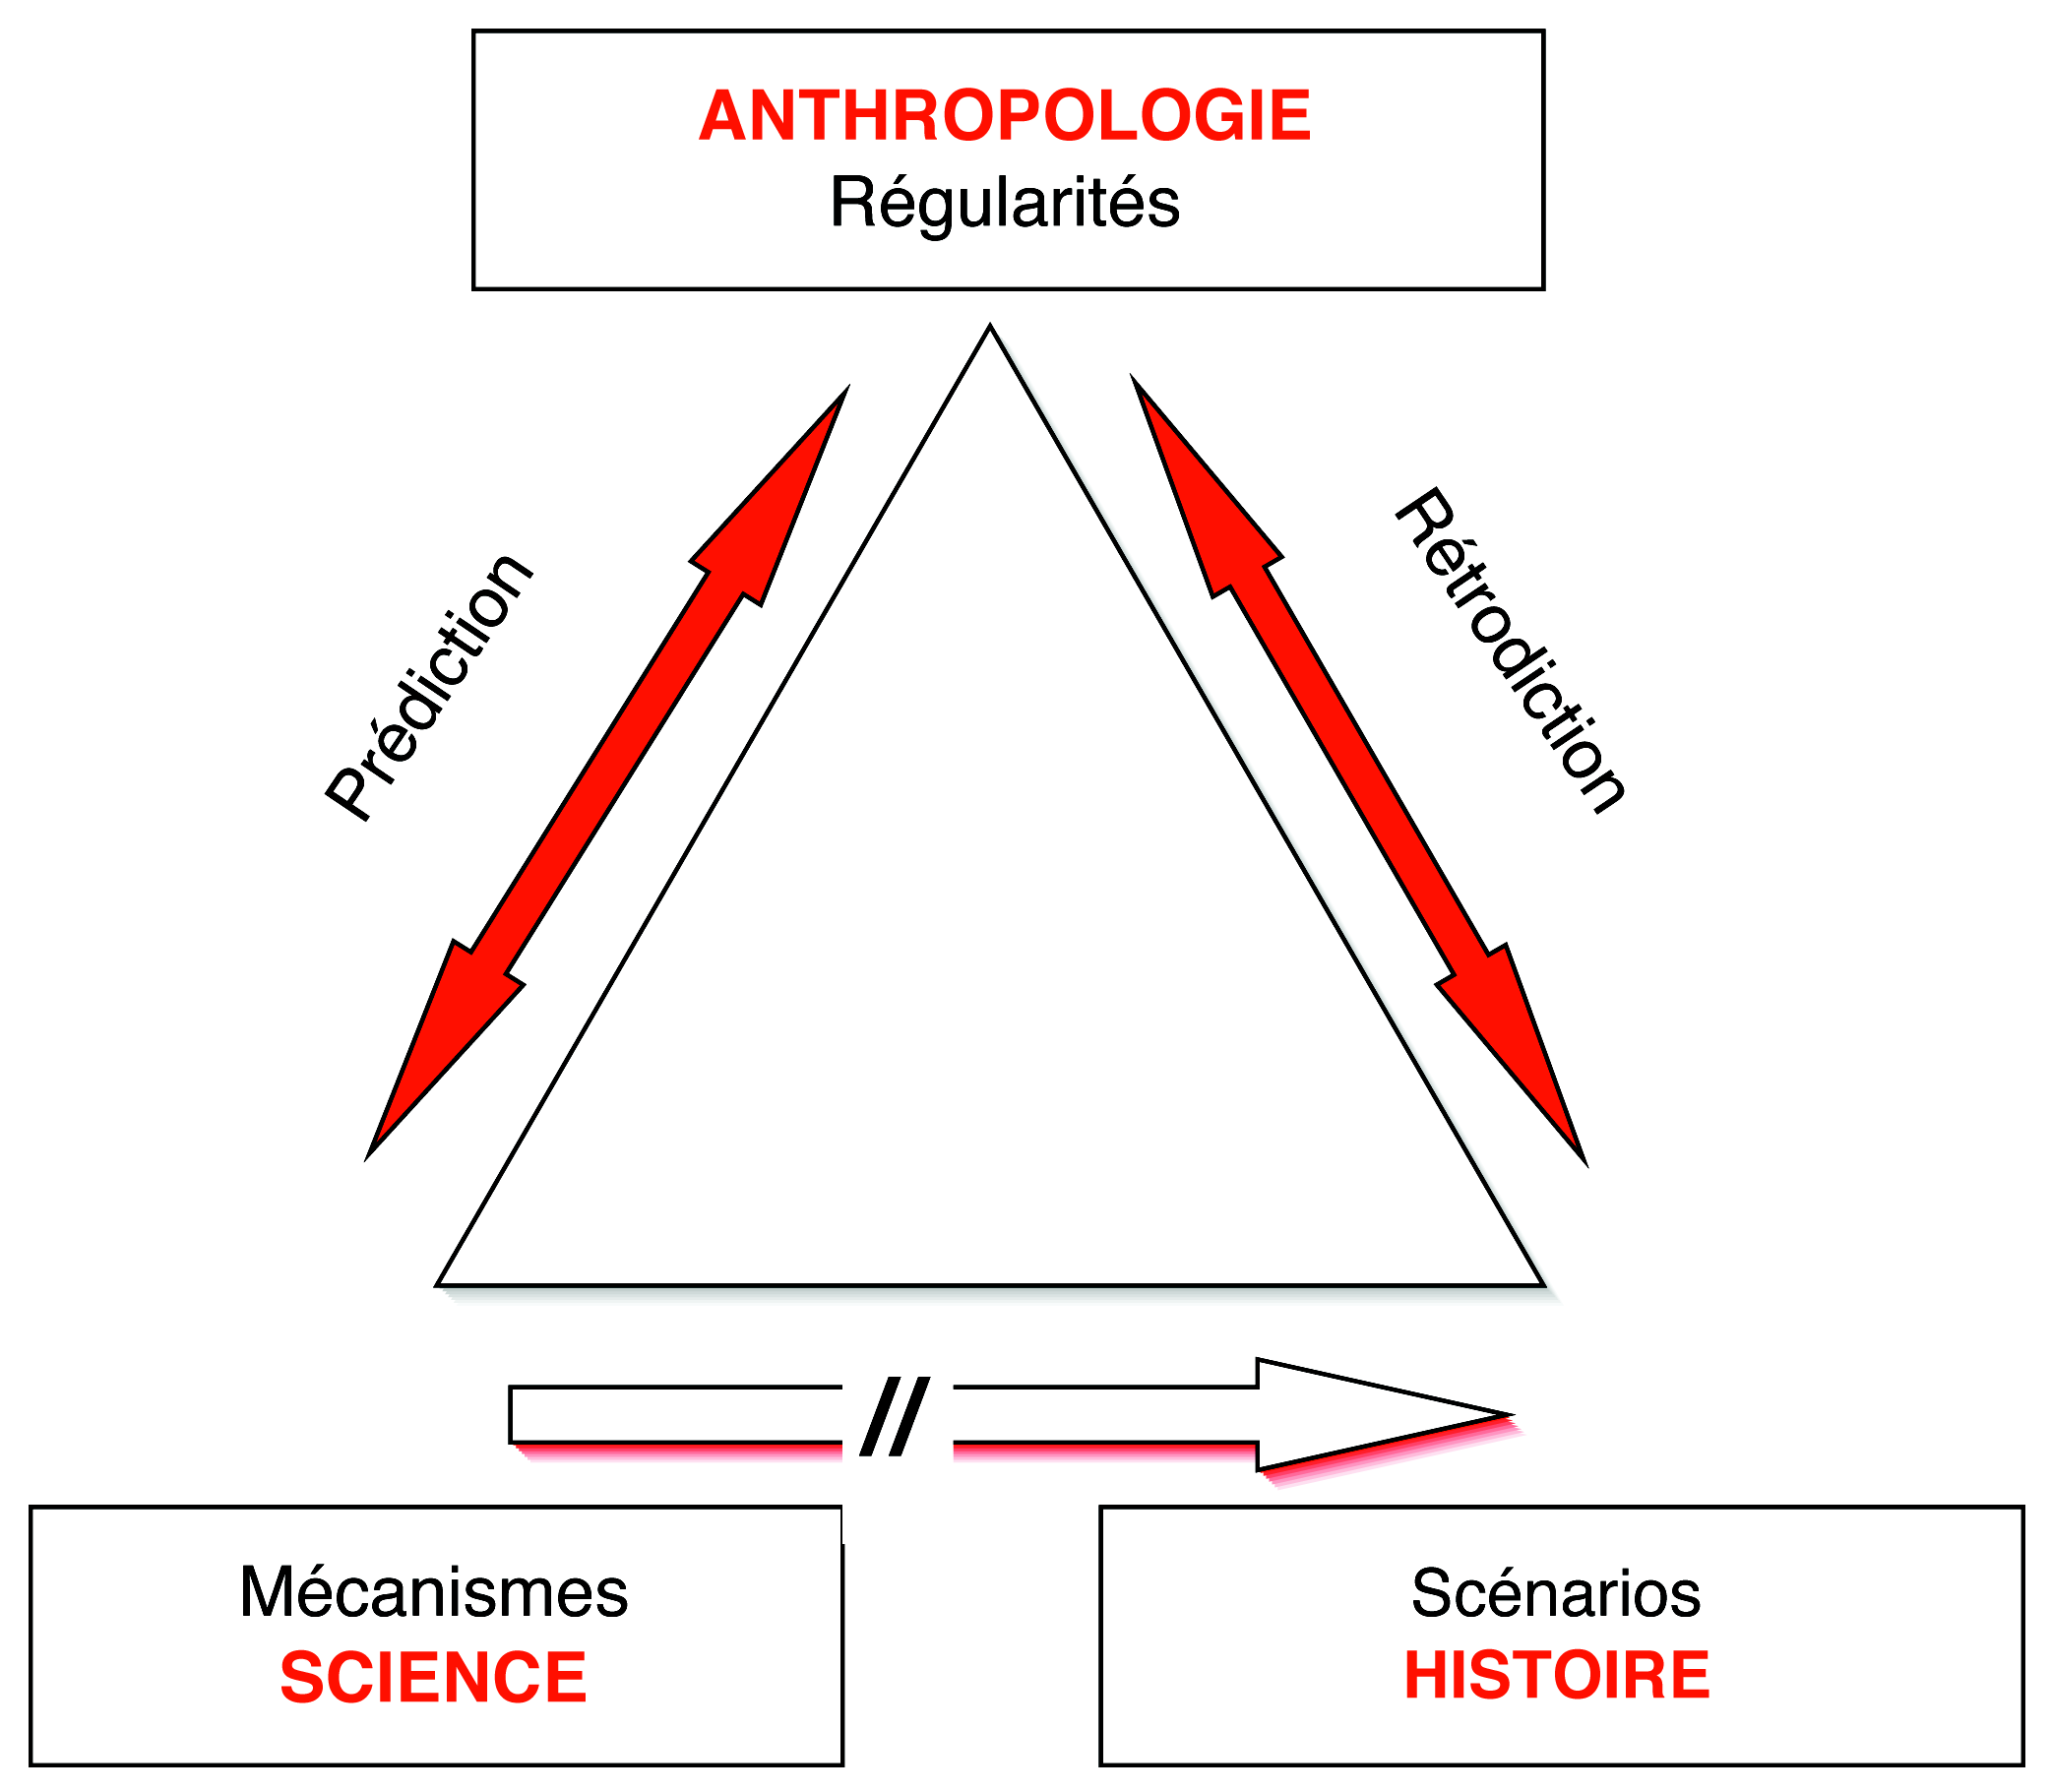 ANTHROPOLOGIE
Régularités
Prédiction
Rétrodiction
Mécanismes
SCIENCE
Scénarios
HISTOIRE